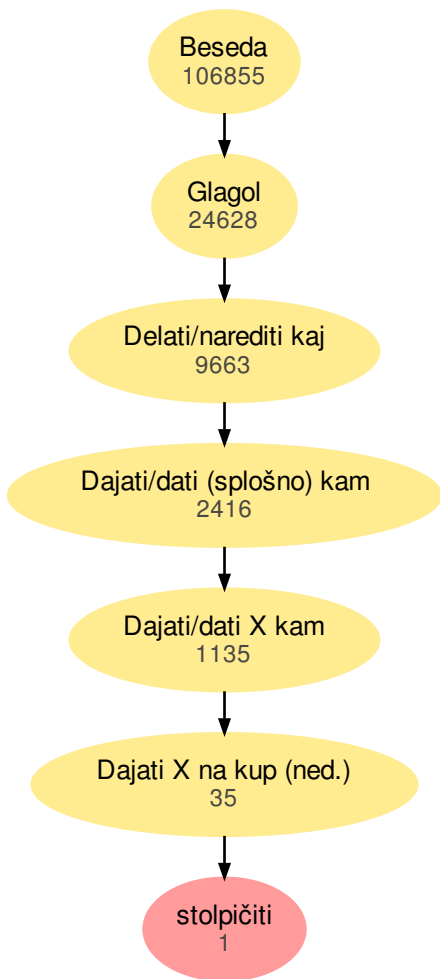 Beseda
106855
Glagol
24628
Delati/narediti kaj
9663
Dajati/dati (splošno) kam
2416
Dajati/dati X kam
1135
Dajati X na kup (ned.)
35
stolpičiti
1